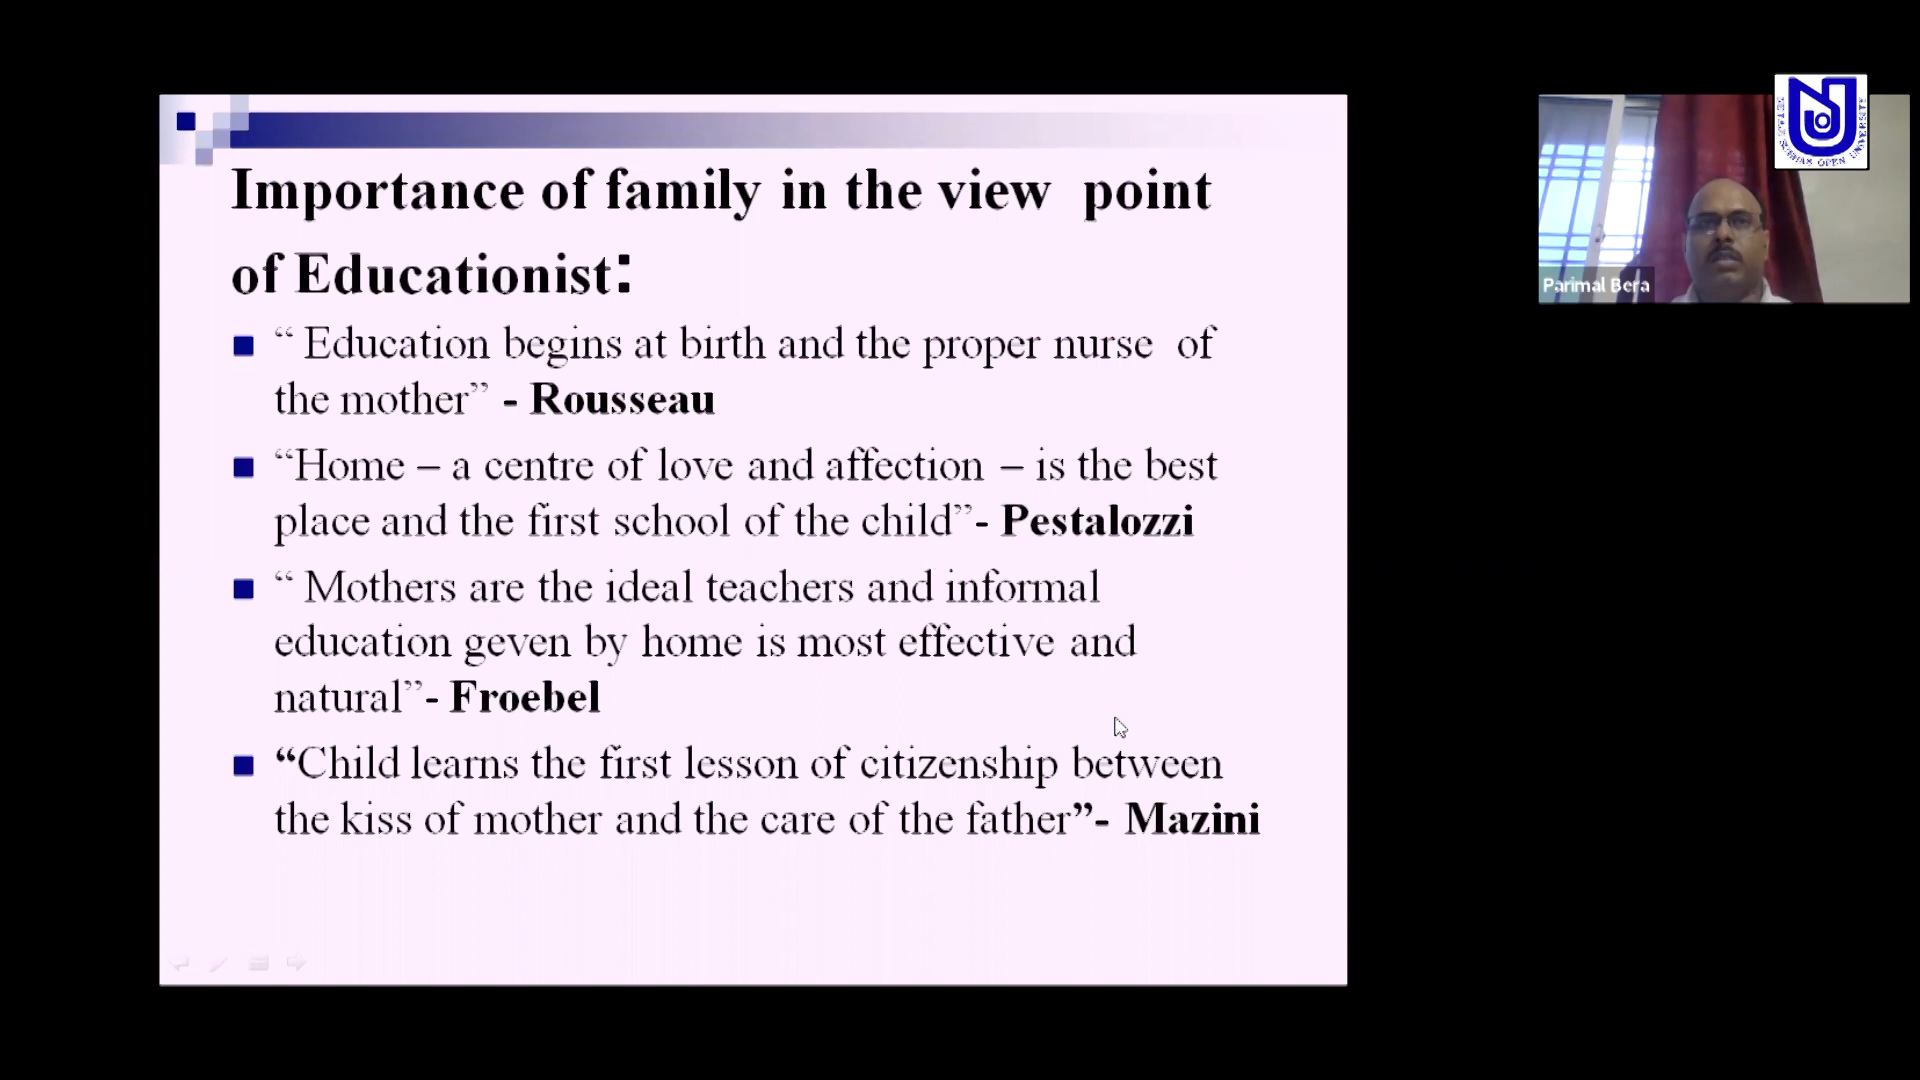 Importance of family in the view point
of Educationist:
“ Education begins at birth and the proper nurse of
the mother” - Rousseau
“Home – a centre of love and affection – is the best
place and the first school of the child”- Pestalozzi
“ Mothers are the ideal teachers and informal
education geven by home is most effective and
natural”- Froebel
“Child learns the first lesson of citizenship between
the kiss of mother and the care of the father”- Mazini
Parimal Bera
NETAJI SUBHAS OPEN UNIVERSITY